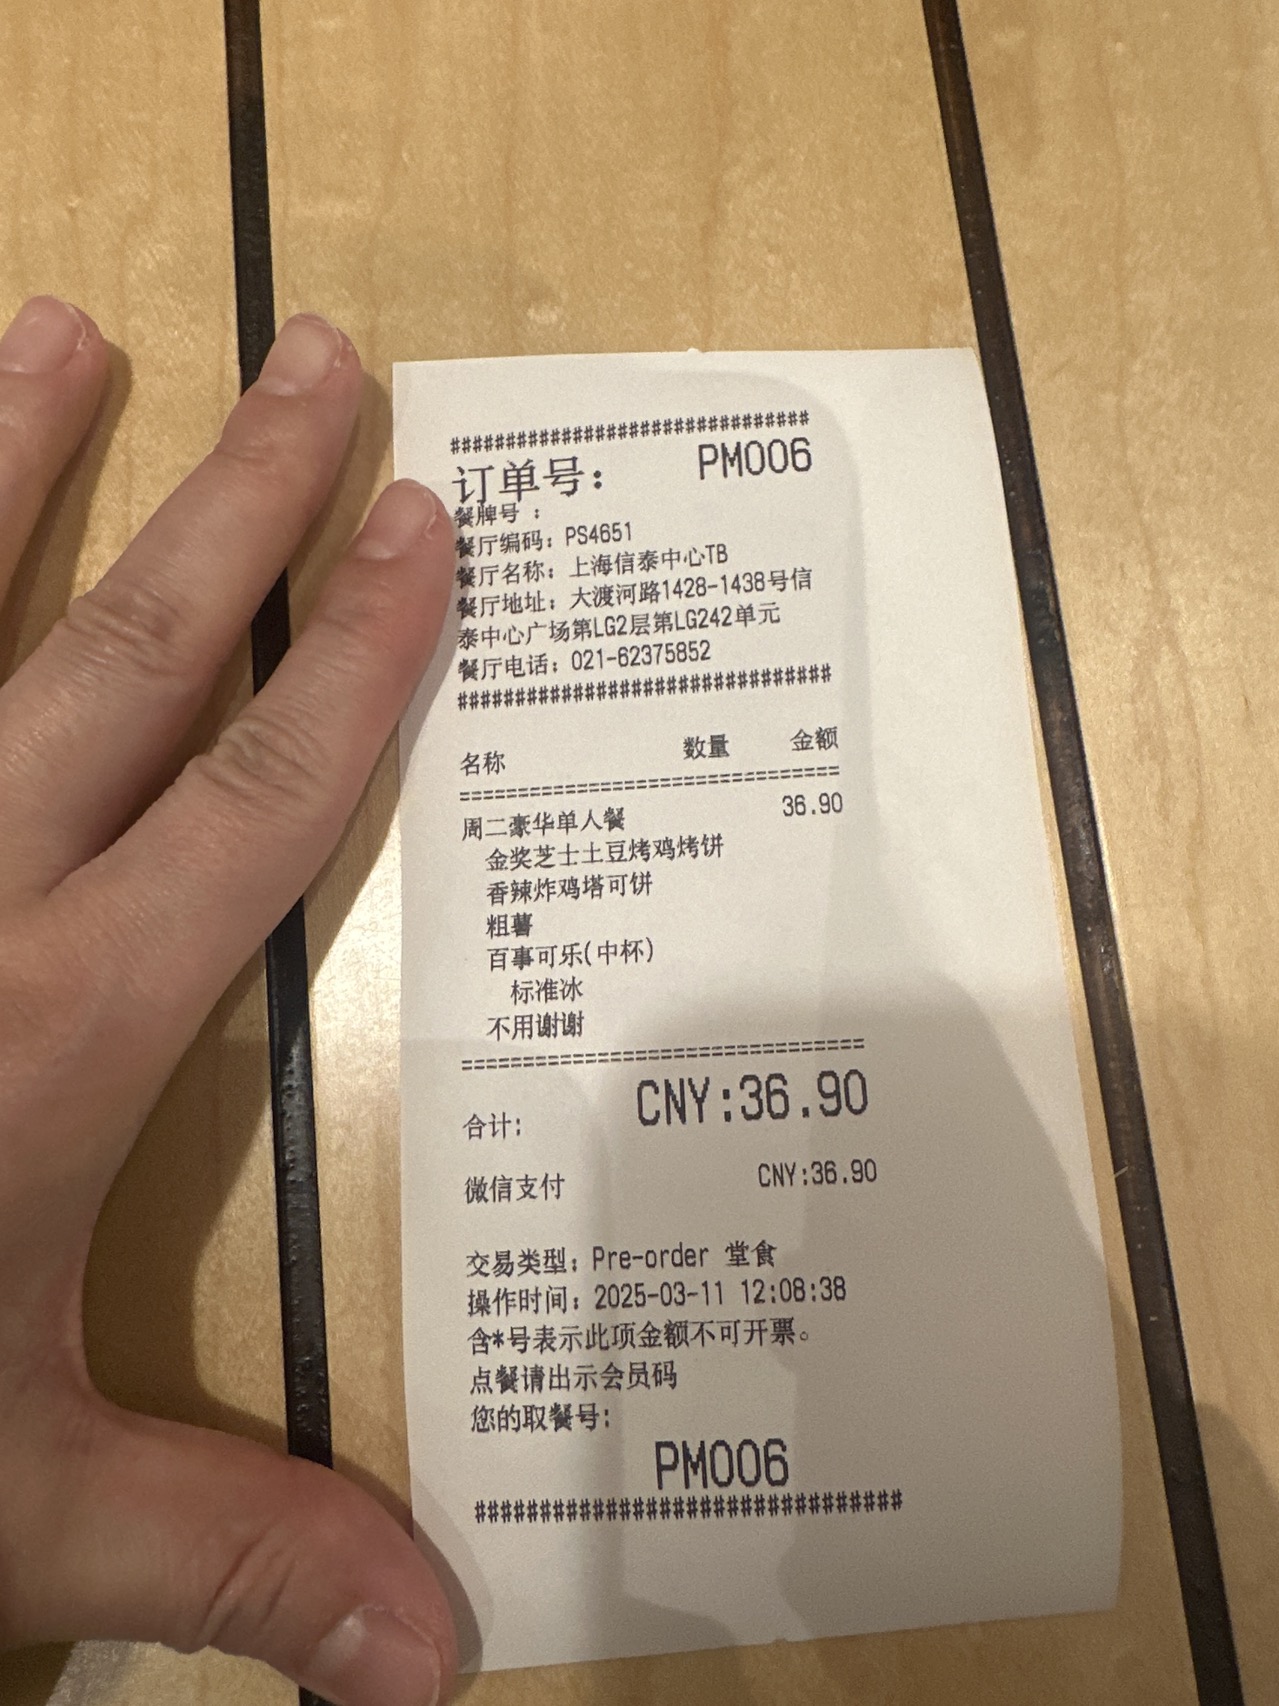 ##############################
订单号： PM006
餐牌号 ：
餐厅编码：PS4651
餐厅名称：上海信泰中心TB
餐厅地址：大渡河路1428-1438号信
泰中心广场第LG2层第LG242单元
餐厅电话：021-62375852
##############################
名称 数量 金额
==============================
周二豪华单人餐 36.90
金奖芝士土豆烤鸡烤饼
香辣炸鸡塔可饼
粗薯
百事可乐(中杯)
标准冰
不用谢谢
==============================
合计: CNY:36.90
微信支付 CNY:36.90
交易类型：Pre-order 堂食
操作时间：2025-03-11 12:08:38
含*号表示此项金额不可开票。
点餐请出示会员码
您的取餐号:
PM006
##############################